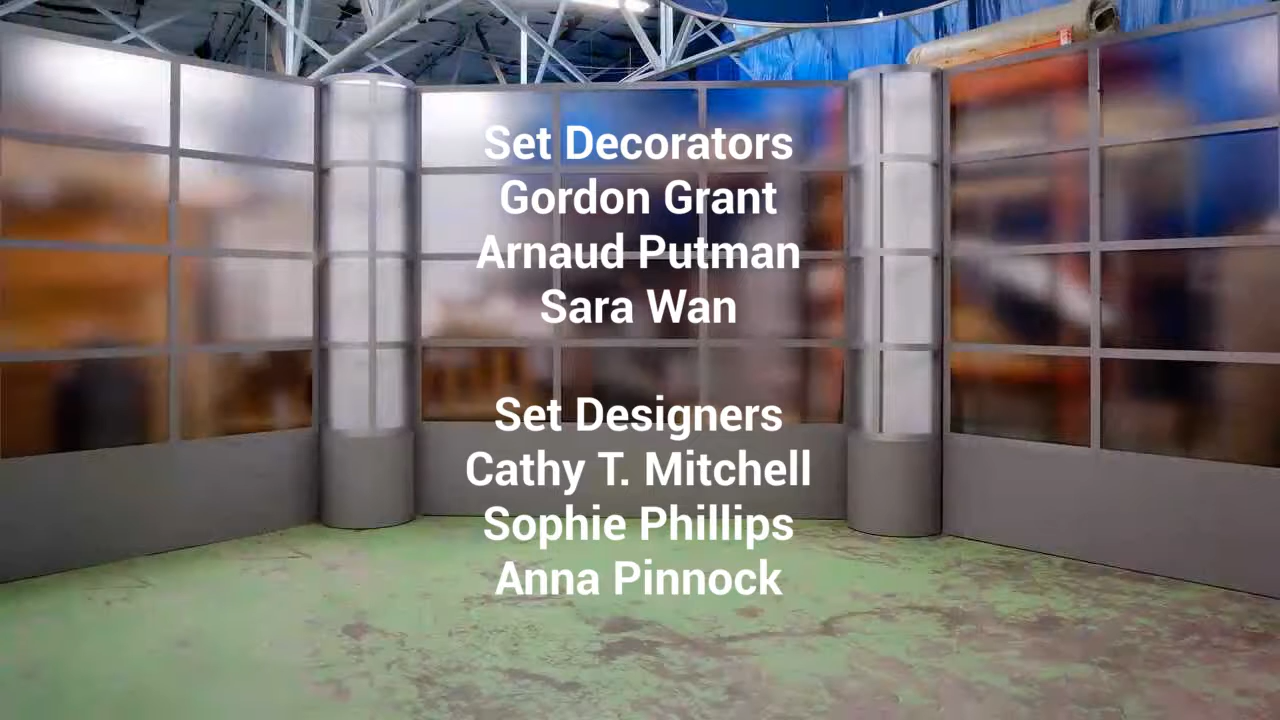 Set Decorators
Gordon Grant
Arnaud Putman
Sara Wan
Set Designers
Cathy T. Mitchell
Sophie Phillips
Anna Pinnock